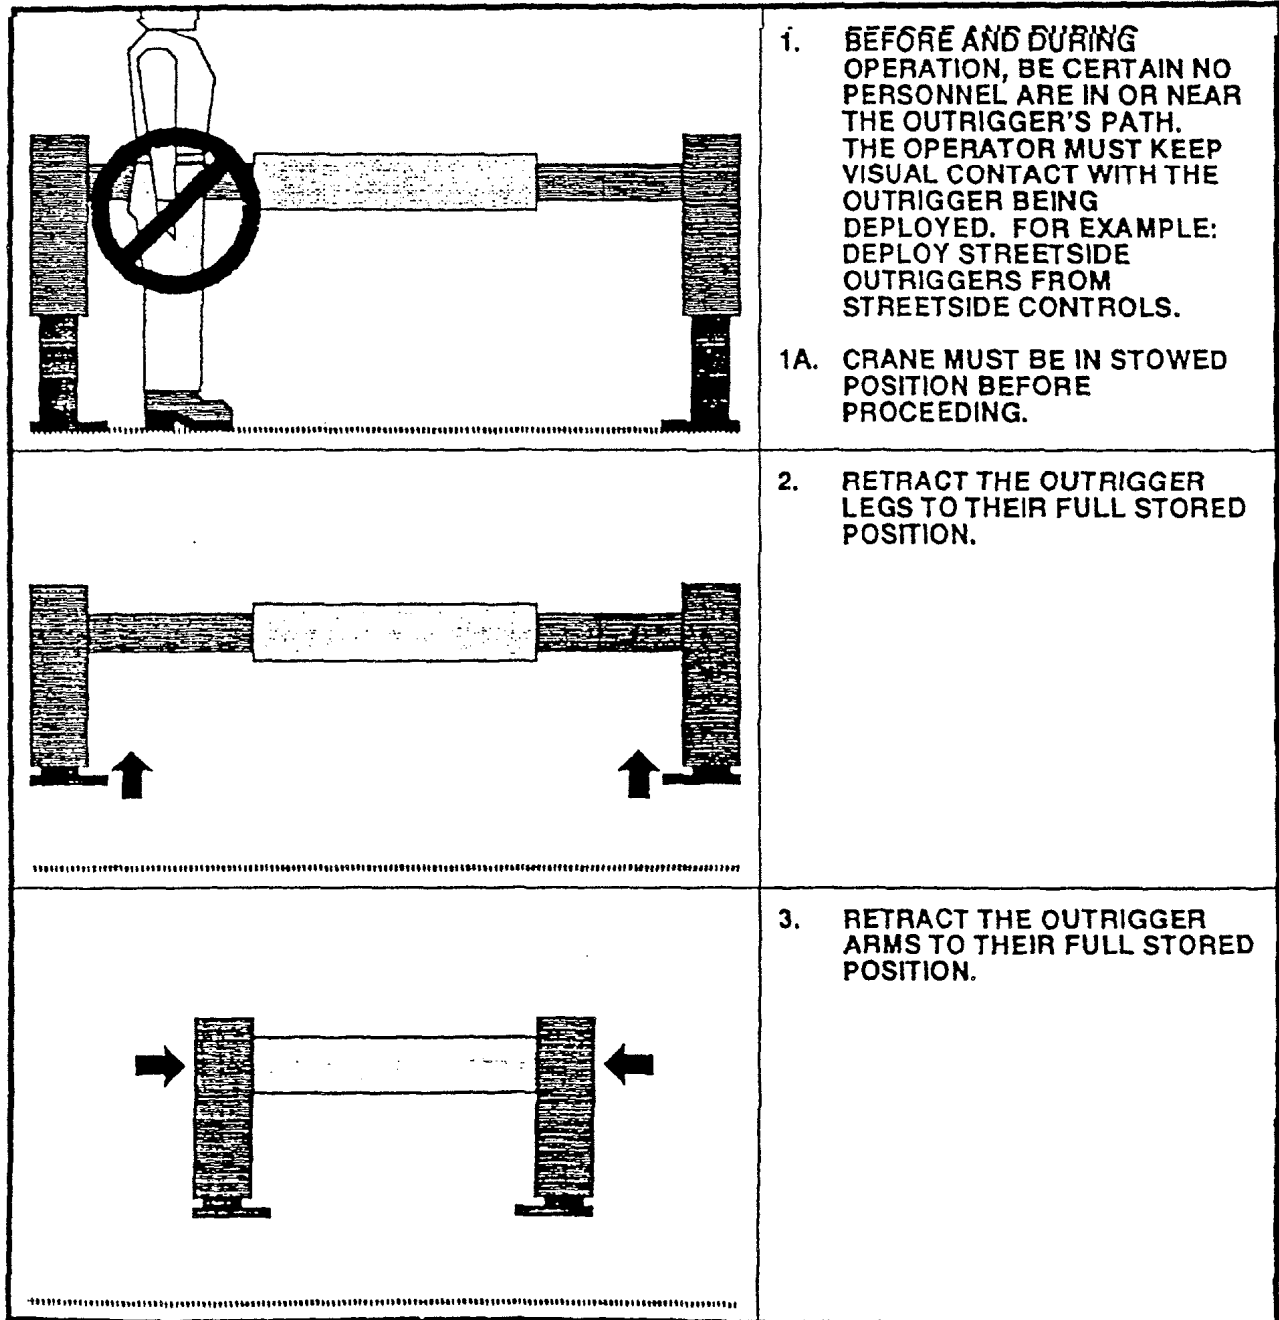 1. BEFORE AND DURING
OPERATION, BE CERTAIN NO
PERSONNEL ARE IN OR NEAR
THE OUTRIGGER'S PATH.
THE OPERATOR MUST KEEP
VISUAL CONTACT WITH THE
OUTRIGGER BEING
DEPLOYED. FOR EXAMPLE:
DEPLOY STREETSIDE
OUTRIGGERS FROM
STREETSIDE CONTROLS.
1A. CRANE MUST BE IN STOWED
POSITION BEFORE
PROCEEDING.
2. RETRACT THE OUTRIGGER
LEGS TO THEIR FULL STORED
POSITION.
3. RETRACT THE OUTRIGGER
ARMS TO THEIR FULL STORED
POSITION.